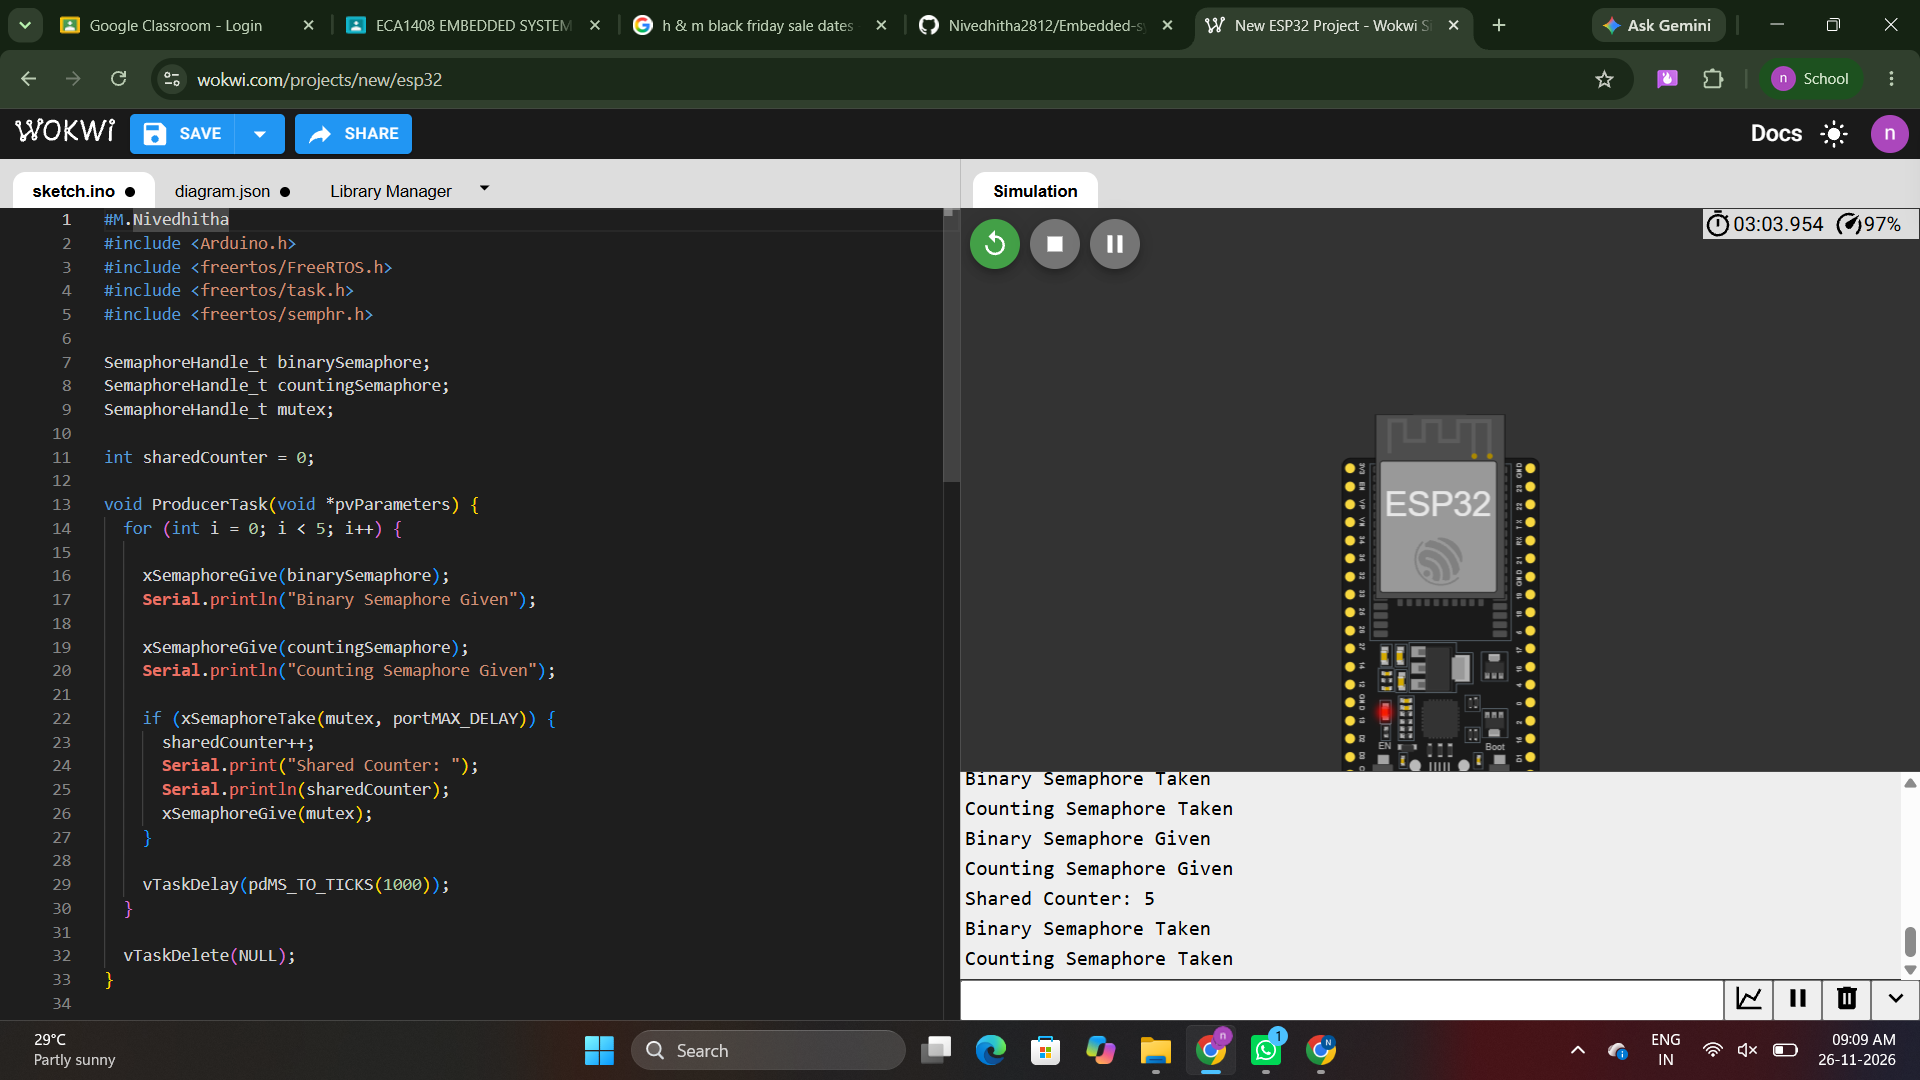 Google Classroom - Login
ECA1408 EMBEDDED SYSTEM
h & m black friday sale dates
Nivedhitha2812/Embedded-sy
New ESP32 Project - Wokwi Si
Ask Gemini
wokwi.com/projects/new/esp32
n School
WOKWI
SAVE
SHARE
Docs
n
sketch.ino
diagram.json
Library Manager
Simulation
1 #M.Nivedhitha
2 #include <Arduino.h>
3 #include <freertos/FreeRTOS.h>
4 #include <freertos/task.h>
5 #include <freertos/semphr.h>
6
7 SemaphoreHandle_t binarySemaphore;
8 SemaphoreHandle_t countingSemaphore;
9 SemaphoreHandle_t mutex;
10
11 int sharedCounter = 0;
12
13 void ProducerTask(void *pvParameters) {
14 for (int i = 0; i < 5; i++) {
15
16 xSemaphoreGive(binarySemaphore);
17 Serial.println("Binary Semaphore Given");
18
19 xSemaphoreGive(countingSemaphore);
20 Serial.println("Counting Semaphore Given");
21
22 if (xSemaphoreTake(mutex, portMAX_DELAY)) {
23 sharedCounter++;
24 Serial.print("Shared Counter: ");
25 Serial.println(sharedCounter);
26 xSemaphoreGive(mutex);
27 }
28
29 vTaskDelay(pdMS_TO_TICKS(1000));
30 }
31
32 vTaskDelete(NULL);
33 }
34
03:03.954 97%
ESP32
EN
Boot
Binary Semaphore Taken
Counting Semaphore Taken
Binary Semaphore Given
Counting Semaphore Given
Shared Counter: 5
Binary Semaphore Taken
Counting Semaphore Taken
29°C
Partly sunny
Search
n
1
N
ENG
IN
09:09 AM
26-11-2026